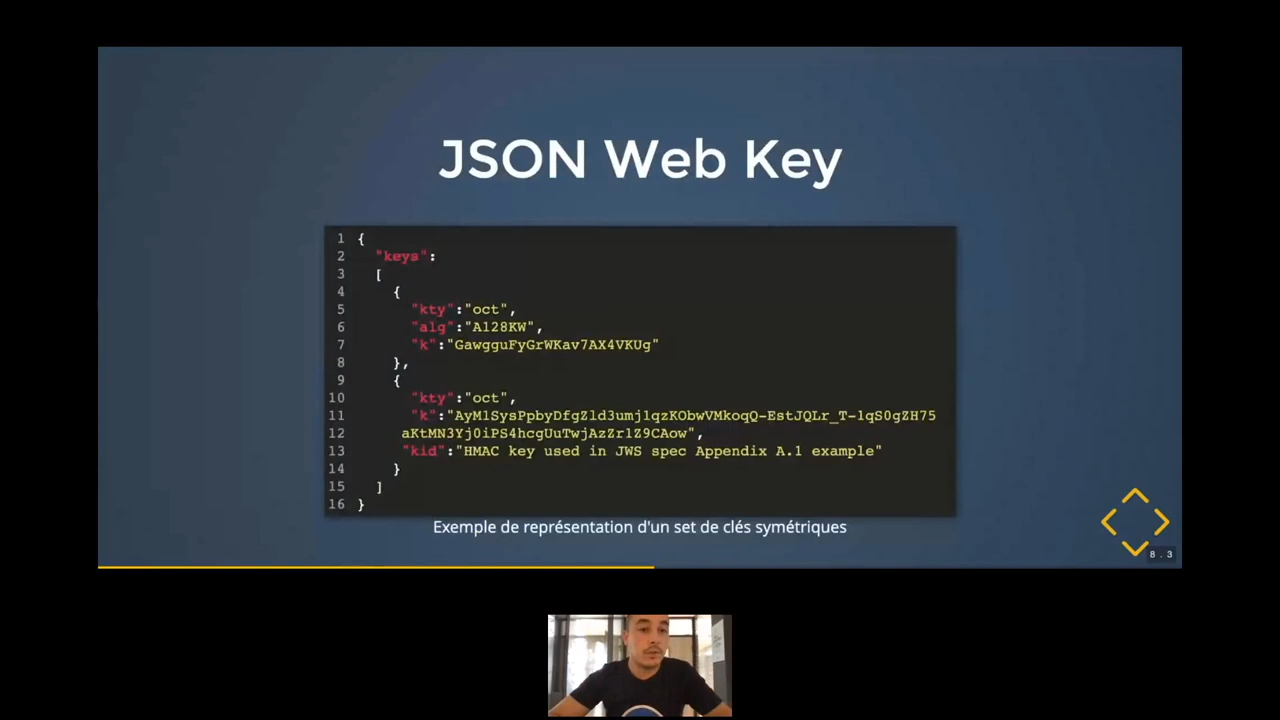 JSON Web Key
1 {
2 "keys":
3 [
4 {
5 "kty":"oct",
6 "alg":"A128KW",
7 "k":"GawgguFyGrWKav7AX4VKUg"
8 },
9 {
10 "kty":"oct",
11 "k":"AyM1SysPpbyDfgZld3umj1qzKObwVMkoqQ-EstJQLr_T-1qS0gZH75
12 aKtMN3Yj0iPS4hcgUuTwjAzZr1Z9CAow",
13 "kid":"HMAC key used in JWS spec Appendix A.1 example"
14 }
15 ]
16 }
Exemple de représentation d'un set de clés symétriques
8.3